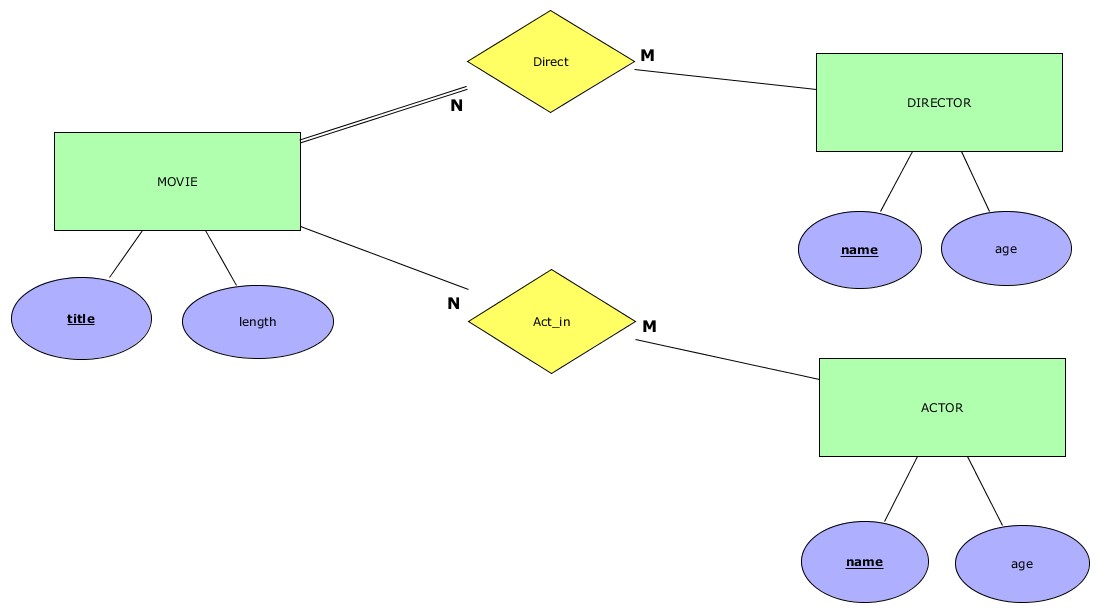 Direct
M
N
DIRECTOR
MOVIE
name
age
title
length
N
Act_in
M
ACTOR
name
age